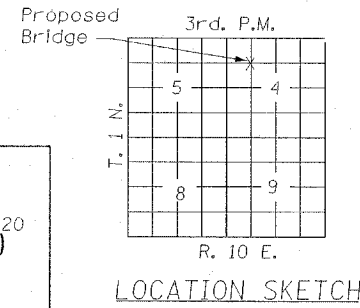 Proposed
Bridge
3rd. P.M.
5
4
T. 1 N.
8
9
20
)
R. 10 E.
LOCATION SKETCH